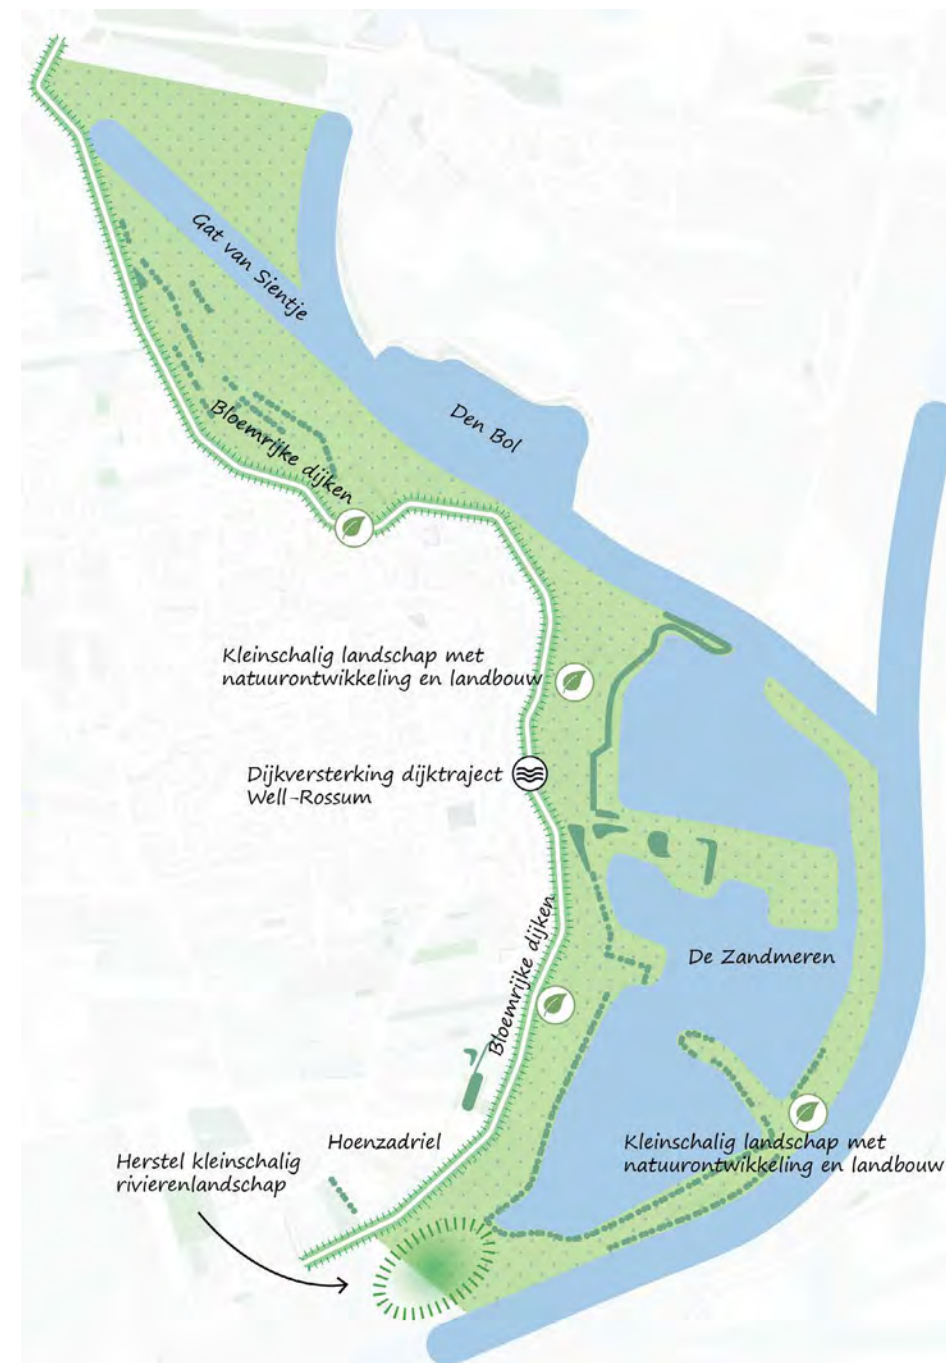 Gat van Sientje
Den Bol
Bloemrijke dijken
Kleinschalig landschap met
natuurontwikkeling en landbouw
Dijkversterking dijktraject
Well-Rossum
Bloemrijke dijken
De Zandmeren
Hoenzadriel
Herstel kleinschalig
rivierenlandschap
Kleinschalig landschap met
natuurontwikkeling en landbouw